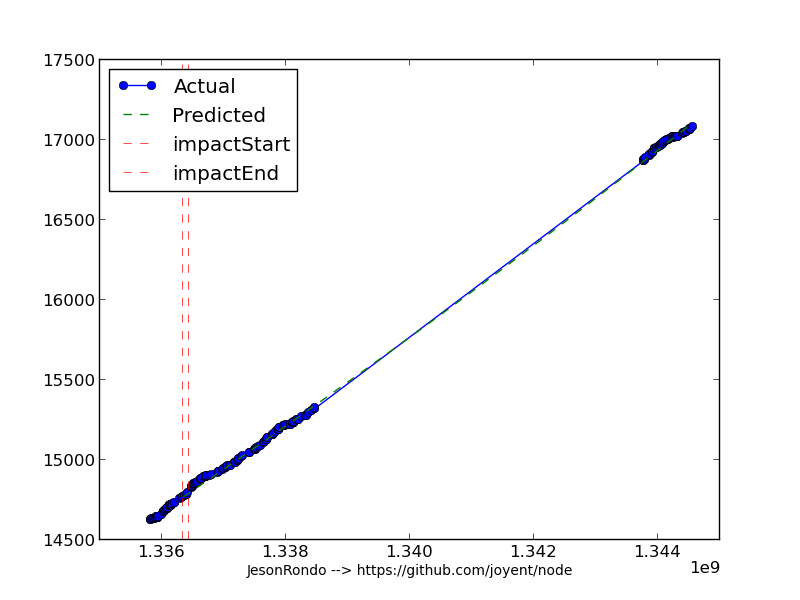 17500
17000
16500
16000
15500
15000
14500
Actual
Predicted
impactStart
impactEnd
1.336 1.338 1.340 1.342 1.344
1e9
JesonRondo --> https://github.com/joyent/node